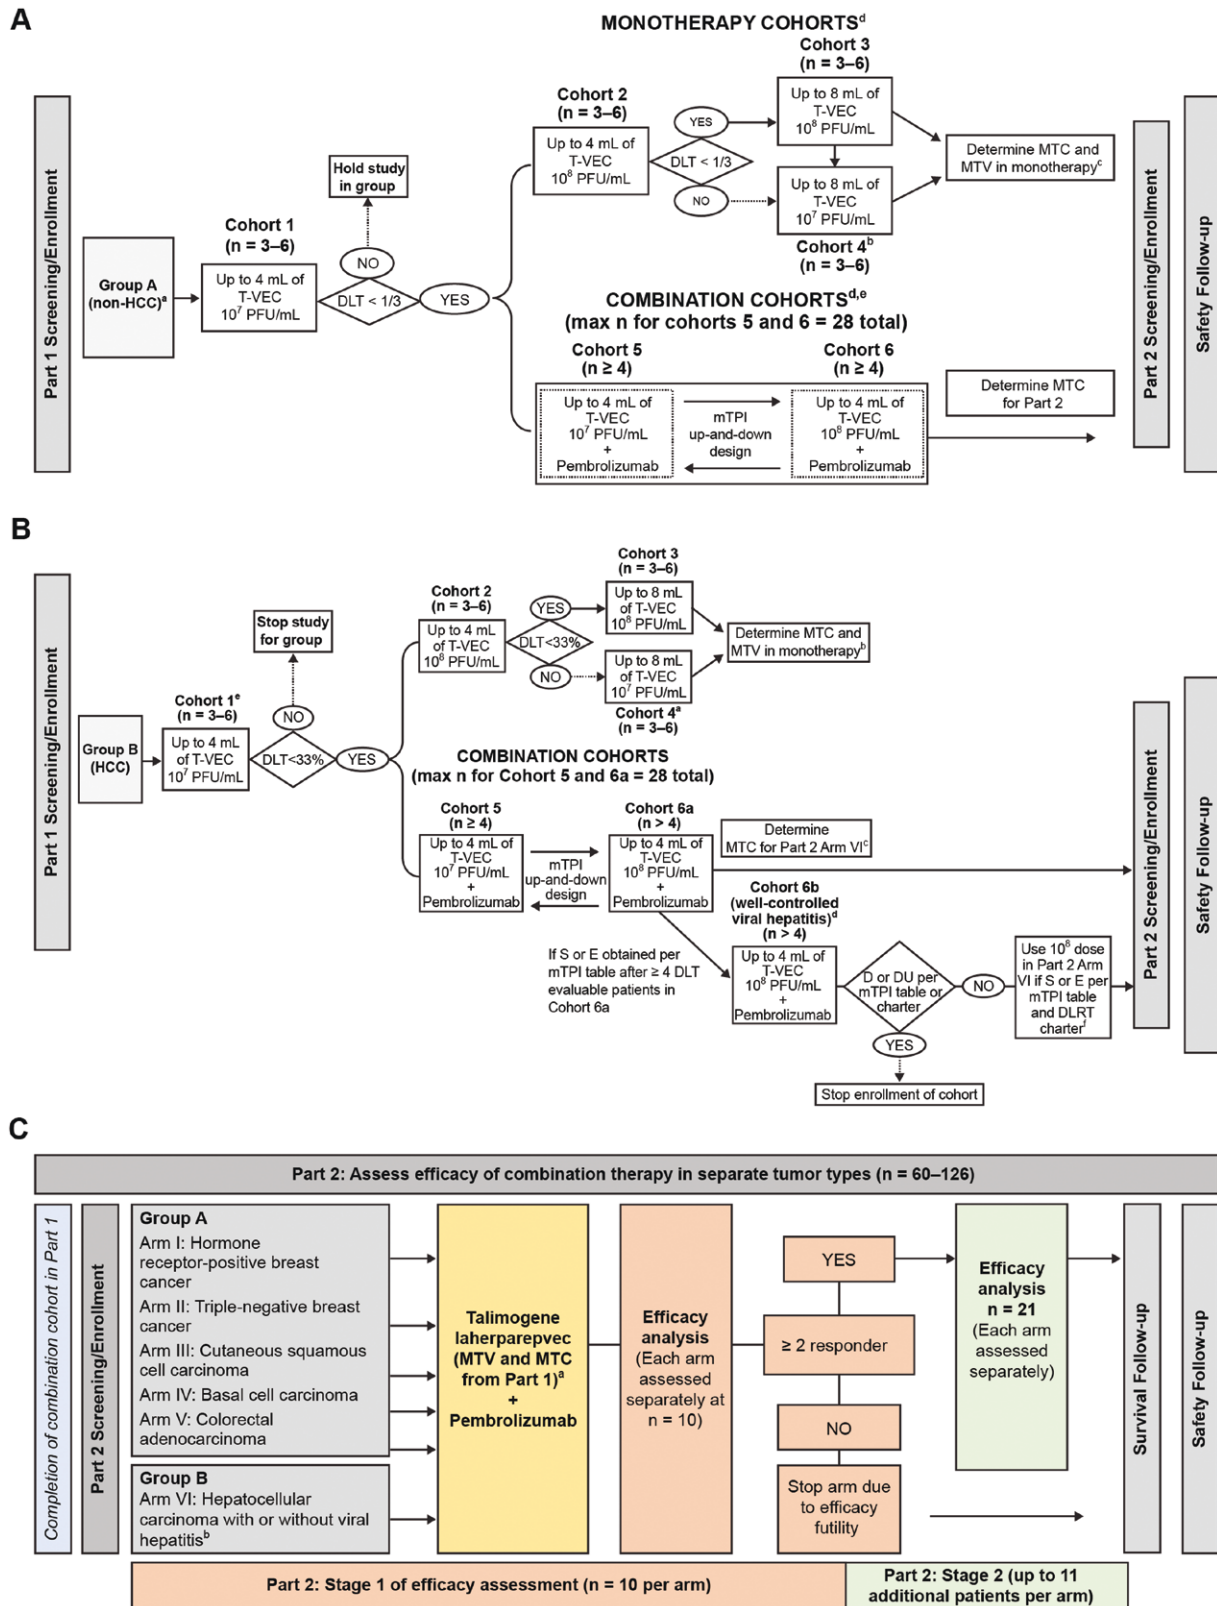 A
MONOTHERAPY COHORTSd
Part 1 Screening/Enrollment
Group A
(non-HCC)a
Cohort 1
(n = 3–6)
Up to 4 mL of
T-VEC
10⁷ PFU/mL
Hold study
in group
NO
DLT < 1/3
YES
Cohort 2
(n = 3–6)
Up to 4 mL of
T-VEC
10⁸ PFU/mL
YES
DLT < 1/3
NO
Cohort 3
(n = 3–6)
Up to 8 mL of
T-VEC
10⁸ PFU/mL
Up to 8 mL of
T-VEC
10⁷ PFU/mL
Cohort 4b
(n = 3–6)
Determine MTC and
MTV in monotherapyc
COMBINATION COHORTSd,e
(max n for cohorts 5 and 6 = 28 total)
Cohort 5
(n ≥ 4)
Up to 4 mL of
T-VEC
10⁷ PFU/mL
+
Pembrolizumab
mTPI
up-and-down
design
Cohort 6
(n ≥ 4)
Up to 4 mL of
T-VEC
10⁸ PFU/mL
+
Pembrolizumab
Determine MTC
for Part 2
Part 2 Screening/Enrollment
Safety Follow-up
B
Part 1 Screening/Enrollment
Group B
(HCC)
Cohort 1e
(n = 3–6)
Up to 4 mL
of T-VEC
10⁷ PFU/mL
Stop study
for group
NO
DLT<33%
YES
Cohort 2
(n = 3–6)
Up to 4 mL
of T-VEC
10⁸ PFU/mL
YES
DLT<33%
NO
Cohort 3
(n = 3–6)
Up to 8 mL
of T-VEC
10⁸ PFU/mL
Up to 8 mL
of T-VEC
10⁷ PFU/mL
Cohort 4a
(n = 3–6)
Determine MTC and
MTV in monotherapyb
COMBINATION COHORTS
(max n for Cohort 5 and 6a = 28 total)
Cohort 5
(n ≥ 4)
Up to 4 mL of
T-VEC
10⁷ PFU/mL
+
Pembrolizumab
mTPI
up-and-down
design
Cohort 6a
(n > 4)
Up to 4 mL of
T-VEC
10⁸ PFU/mL
+
Pembrolizumab
Determine
MTC for Part 2 Arm VIc
If S or E obtained per
mTPI table after ≥ 4 DLT
evaluable patients in
Cohort 6a
Cohort 6b
(well-controlled
viral hepatitis)d
(n > 4)
Up to 4 mL of
T-VEC
10⁸ PFU/mL
+
Pembrolizumab
D or DU per
mTPI table or
charter
NO
YES
Stop enrollment of cohort
Use 10⁸ dose
in Part 2 Arm
VI if S or E per
mTPI table
and DLRT
charterf
Part 2 Screening/Enrollment
Safety Follow-up
C
Part 2: Assess efficacy of combination therapy in separate tumor types (n = 60–126)
Completion of combination cohort in Part 1
Part 2 Screening/Enrollment
Group A
Arm I: Hormone
receptor-positive breast
cancer
Arm II: Triple-negative breast
cancer
Arm III: Cutaneous squamous
cell carcinoma
Arm IV: Basal cell carcinoma
Arm V: Colorectal
adenocarcinoma
Group B
Arm VI: Hepatocellular
carcinoma with or without viral
hepatitisb
Talimogene
laherparepvec
(MTV and MTC
from Part 1)a
+
Pembrolizumab
Efficacy
analysis
(Each arm
assessed
separately at
n = 10)
YES
≥ 2 responder
NO
Stop arm due
to efficacy
futility
Efficacy
analysis
n = 21
(Each arm
assessed
separately)
Survival Follow-up
Safety Follow-up
Part 2: Stage 1 of efficacy assessment (n = 10 per arm)
Part 2: Stage 2 (up to 11
additional patients per arm)